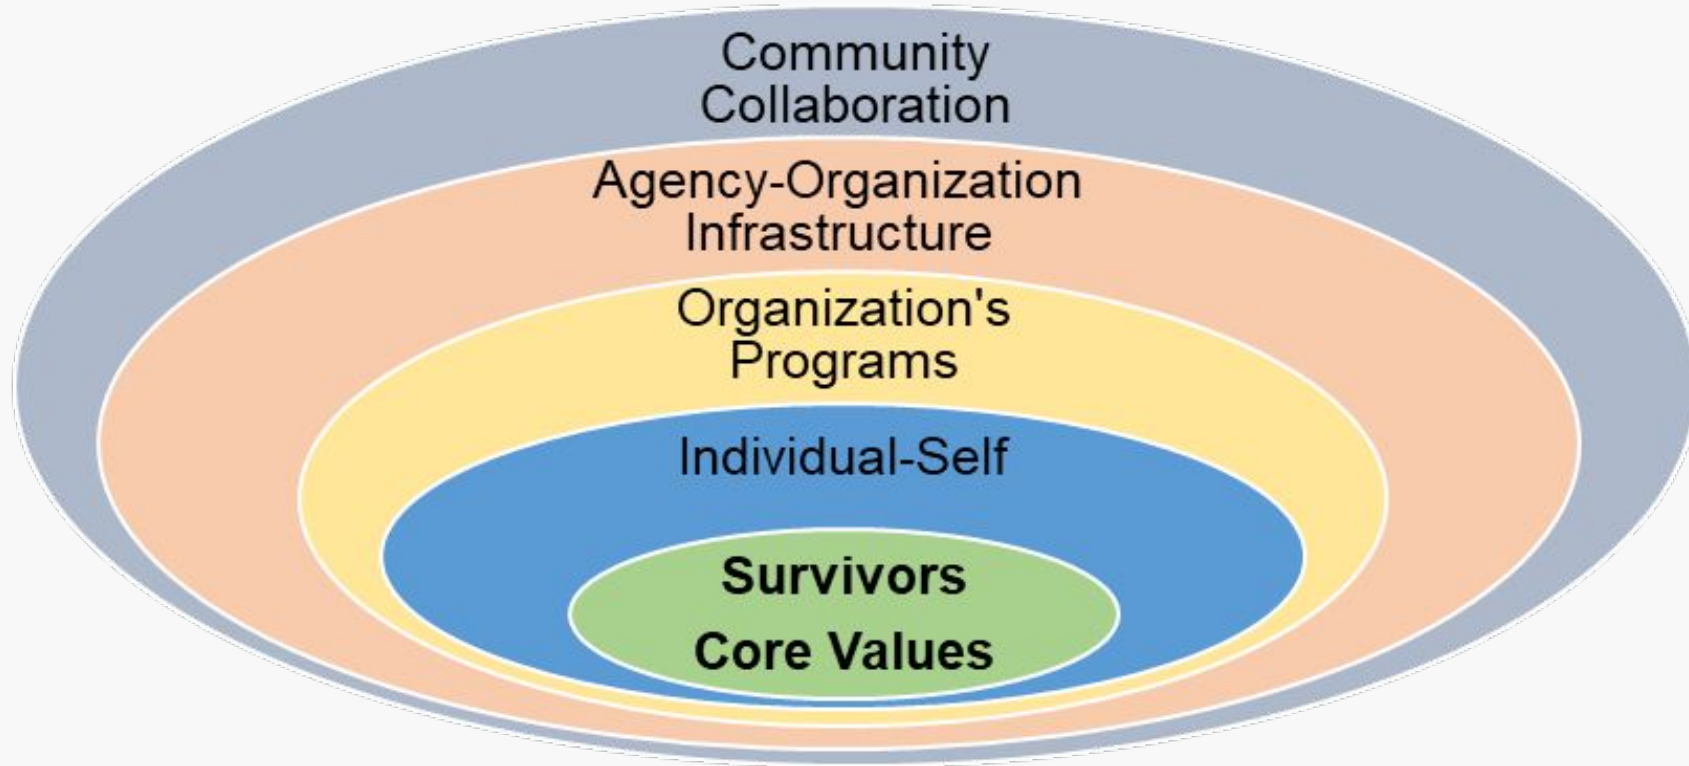 Community
Collaboration
Agency-Organization
Infrastructure
Organization's
Programs
Individual-Self
Survivors
Core Values